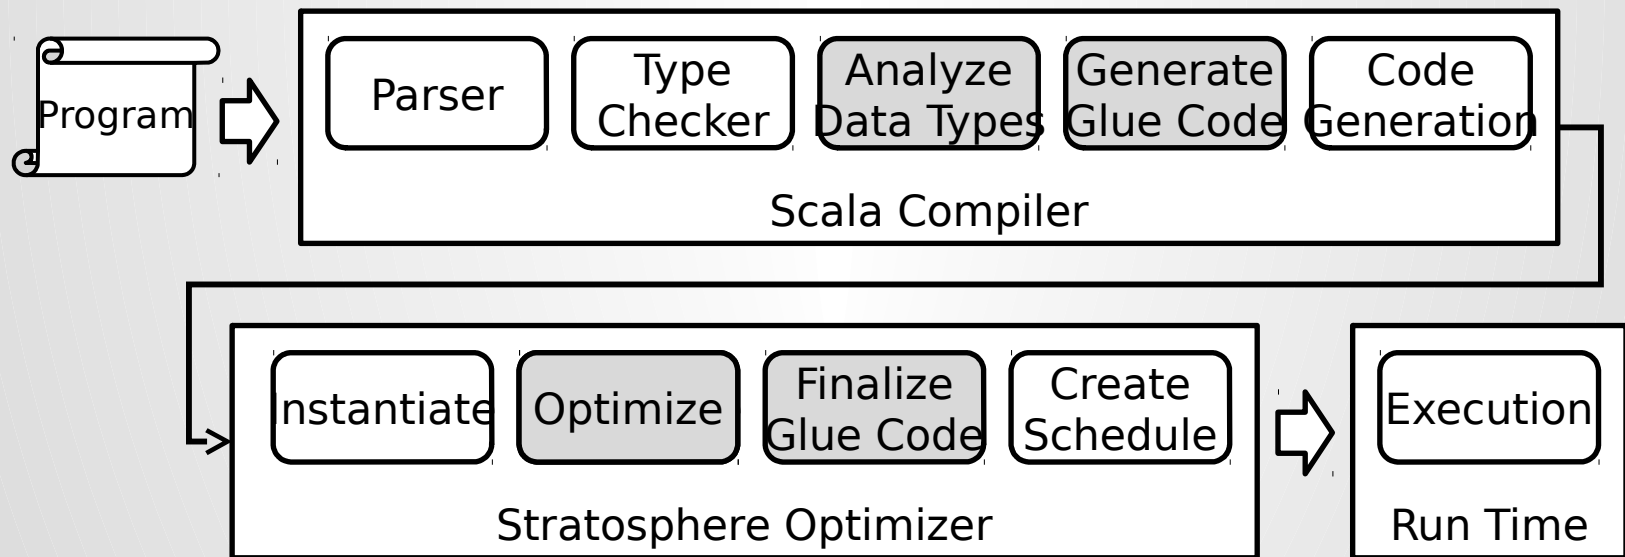 Program
Parser
Type
Checker
Analyze
Data Types
Generate
Glue Code
Code
Generation
Scala Compiler
Instantiate
Optimize
Finalize
Glue Code
Create
Schedule
Stratosphere Optimizer
Execution
Run Time